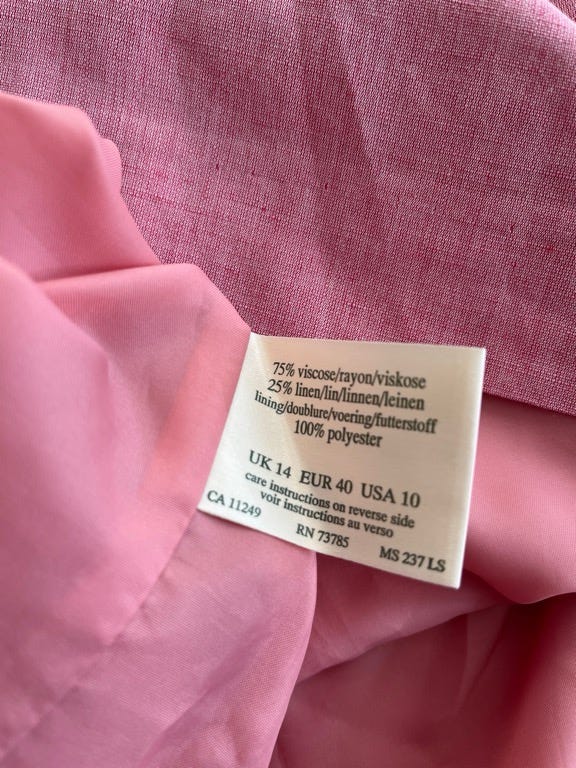 75% viscose/rayon/viskose
25% linen/lin/linnen/leinen
lining/doublure/voering/futterstoff
100% polyester
UK 14 EUR 40 USA 10
care instructions on reverse side
voir instructions au verso
CA 11249 RN 73785 MS 237 LS